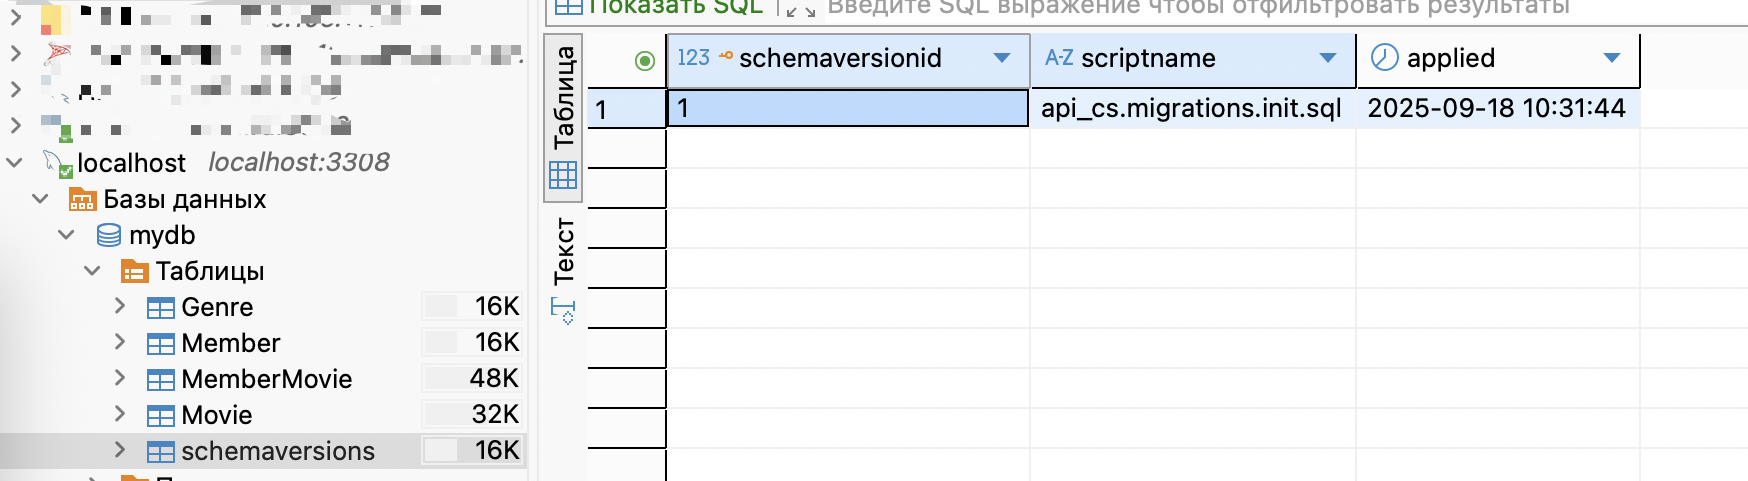 localhost localhost:3308
Базы данных
mydb
Таблицы
Genre 16K
Member 16K
MemberMovie 48K
Movie 32K
schemaversions 16K
Показать SQL Введите SQL выражение чтобы отфильтровать результаты
Таблица
Текст
123 schemaversionid A-Z scriptname applied
1 1 api_cs.migrations.init.sql 2025-09-18 10:31:44